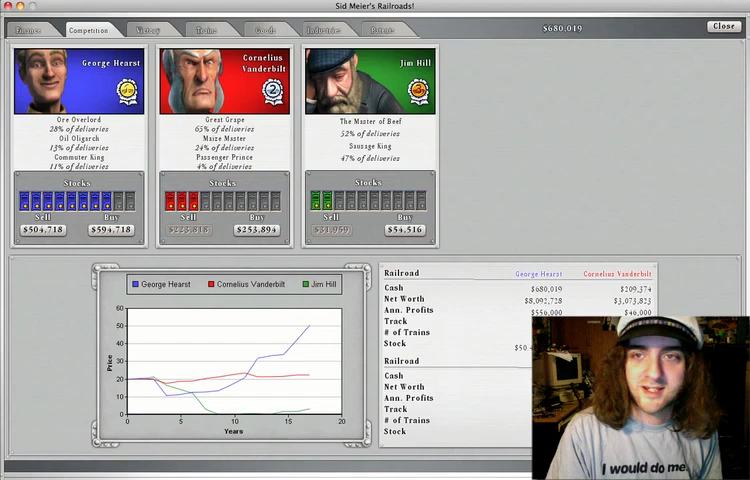 Sid Meier's Railroads!
Finance
Competition
Victory
Trains
Goods
Industries
Patents
$680,019
Close
George Hearst
Ore Overlord
28% of deliveries
Oil Oligarch
13% of deliveries
Commuter King
11% of deliveries
Stocks
Sell
Buy
$504,718
$594,718
Cornelius
Vanderbilt
2
Great Grape
65% of deliveries
Maize Master
24% of deliveries
Passenger Prince
4% of deliveries
Stocks
Sell
Buy
$223,818
$253,894
Jim Hill
3
The Master of Beef
52% of deliveries
Sausage King
47% of deliveries
Stocks
Sell
Buy
$31,959
$54,516
George Hearst
Cornelius Vanderbilt
Jim Hill
Price
60
50
40
30
20
10
0
0
5
10
15
20
Years
Railroad George Hearst Cornelius Vanderbilt
Cash $680,019 $209,374
Net Worth $8,092,728 $3,073,823
Ann. Profits $556,000 $46,000
Track
# of Trains
Stock
Railroad
Cash
Net Worth
Ann. Profits
Track
# of Trains
Stock
I would do me.